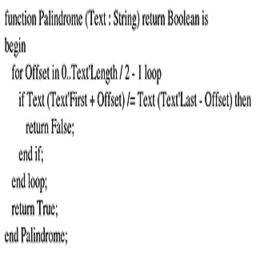 function Palindrome (Text : String) return Boolean is
begin
for Offset in 0..Text'Length / 2 - 1 loop
if Text (Text'First + Offset) /= Text (Text'Last - Offset) then
return False;
end if;
end loop;
return True;
end Palindrome;